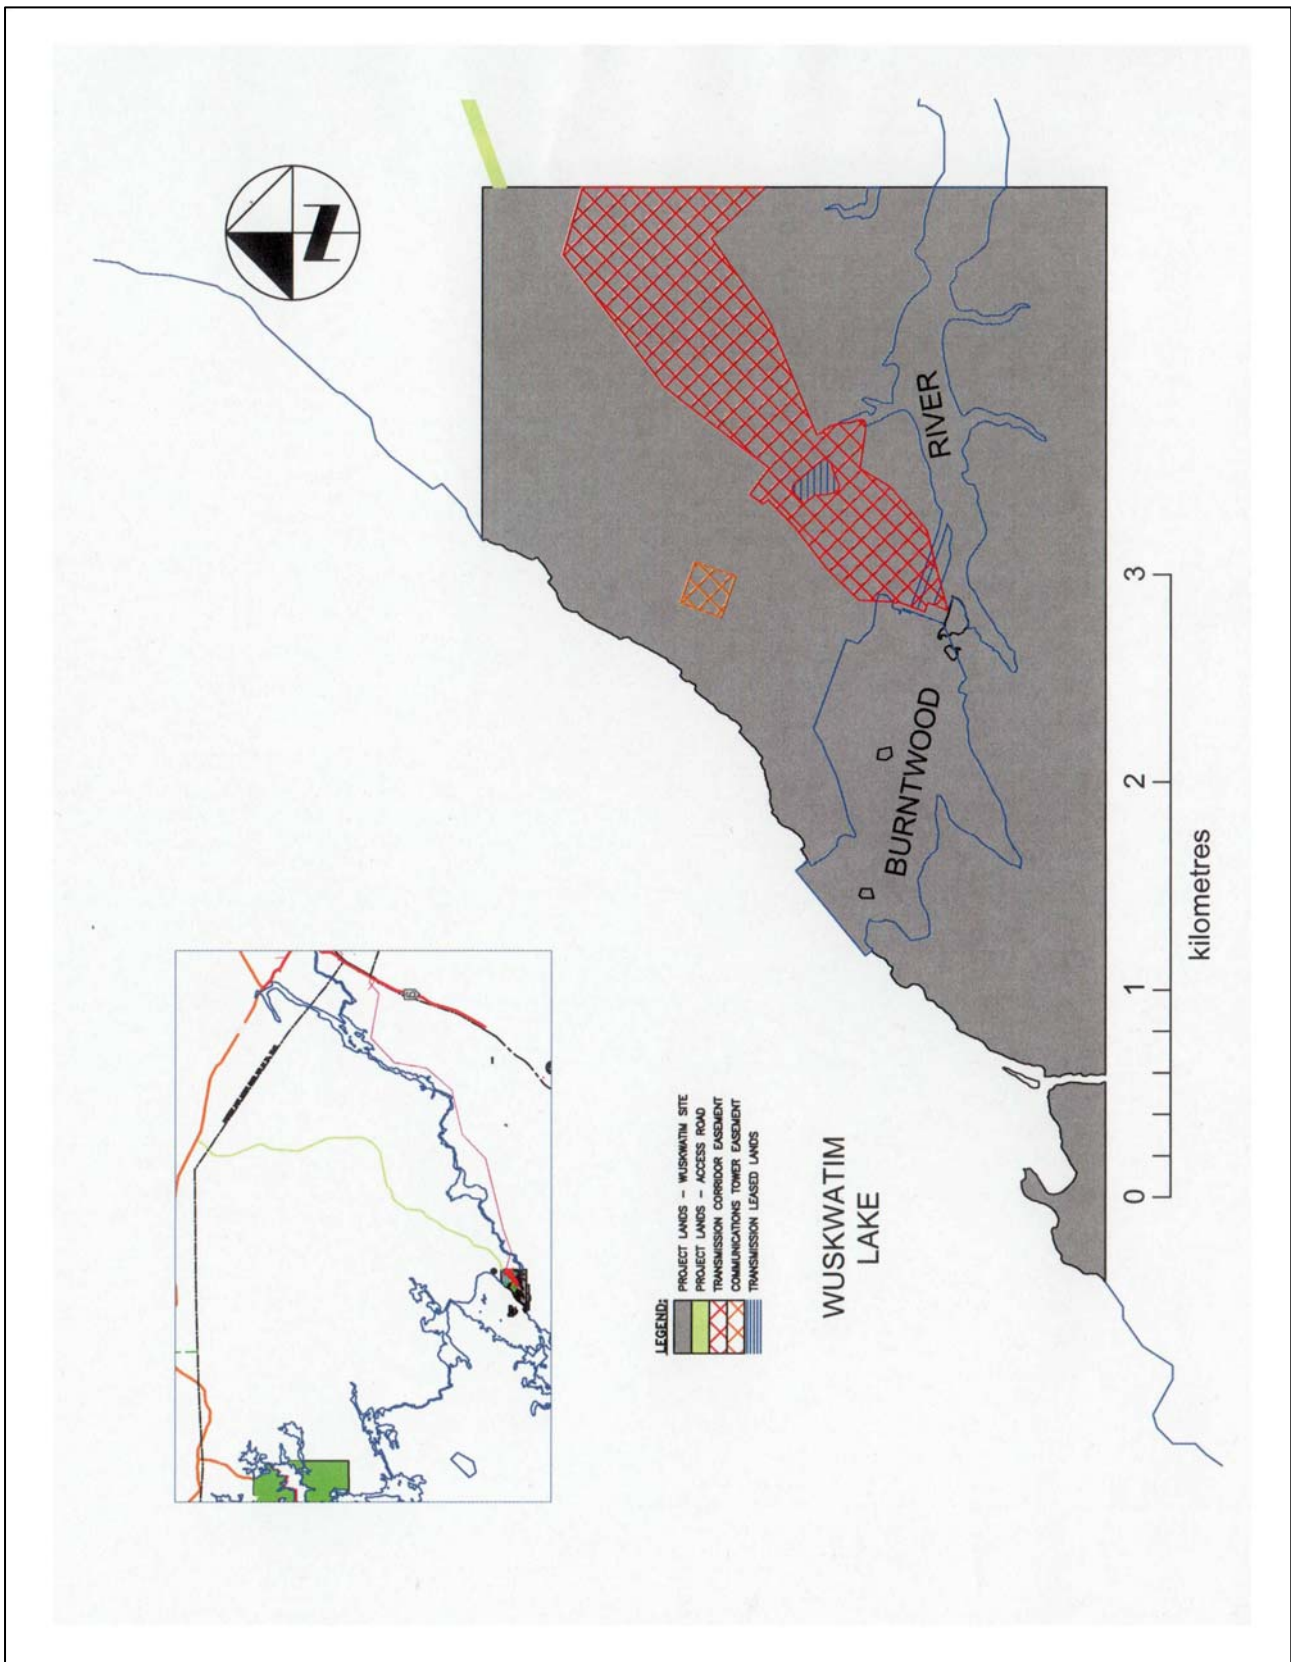 N
LEGEND:
PROJECT LANDS – WUSKWATIM SITE
PROJECT LANDS – ACCESS ROAD
TRANSMISSION CORRIDOR EASEMENT
COMMUNICATIONS TOWER EASEMENT
TRANSMISSION LEASED LANDS
WUSKWATIM
LAKE
BURNTWOOD
RIVER
0 1 2 3
kilometres